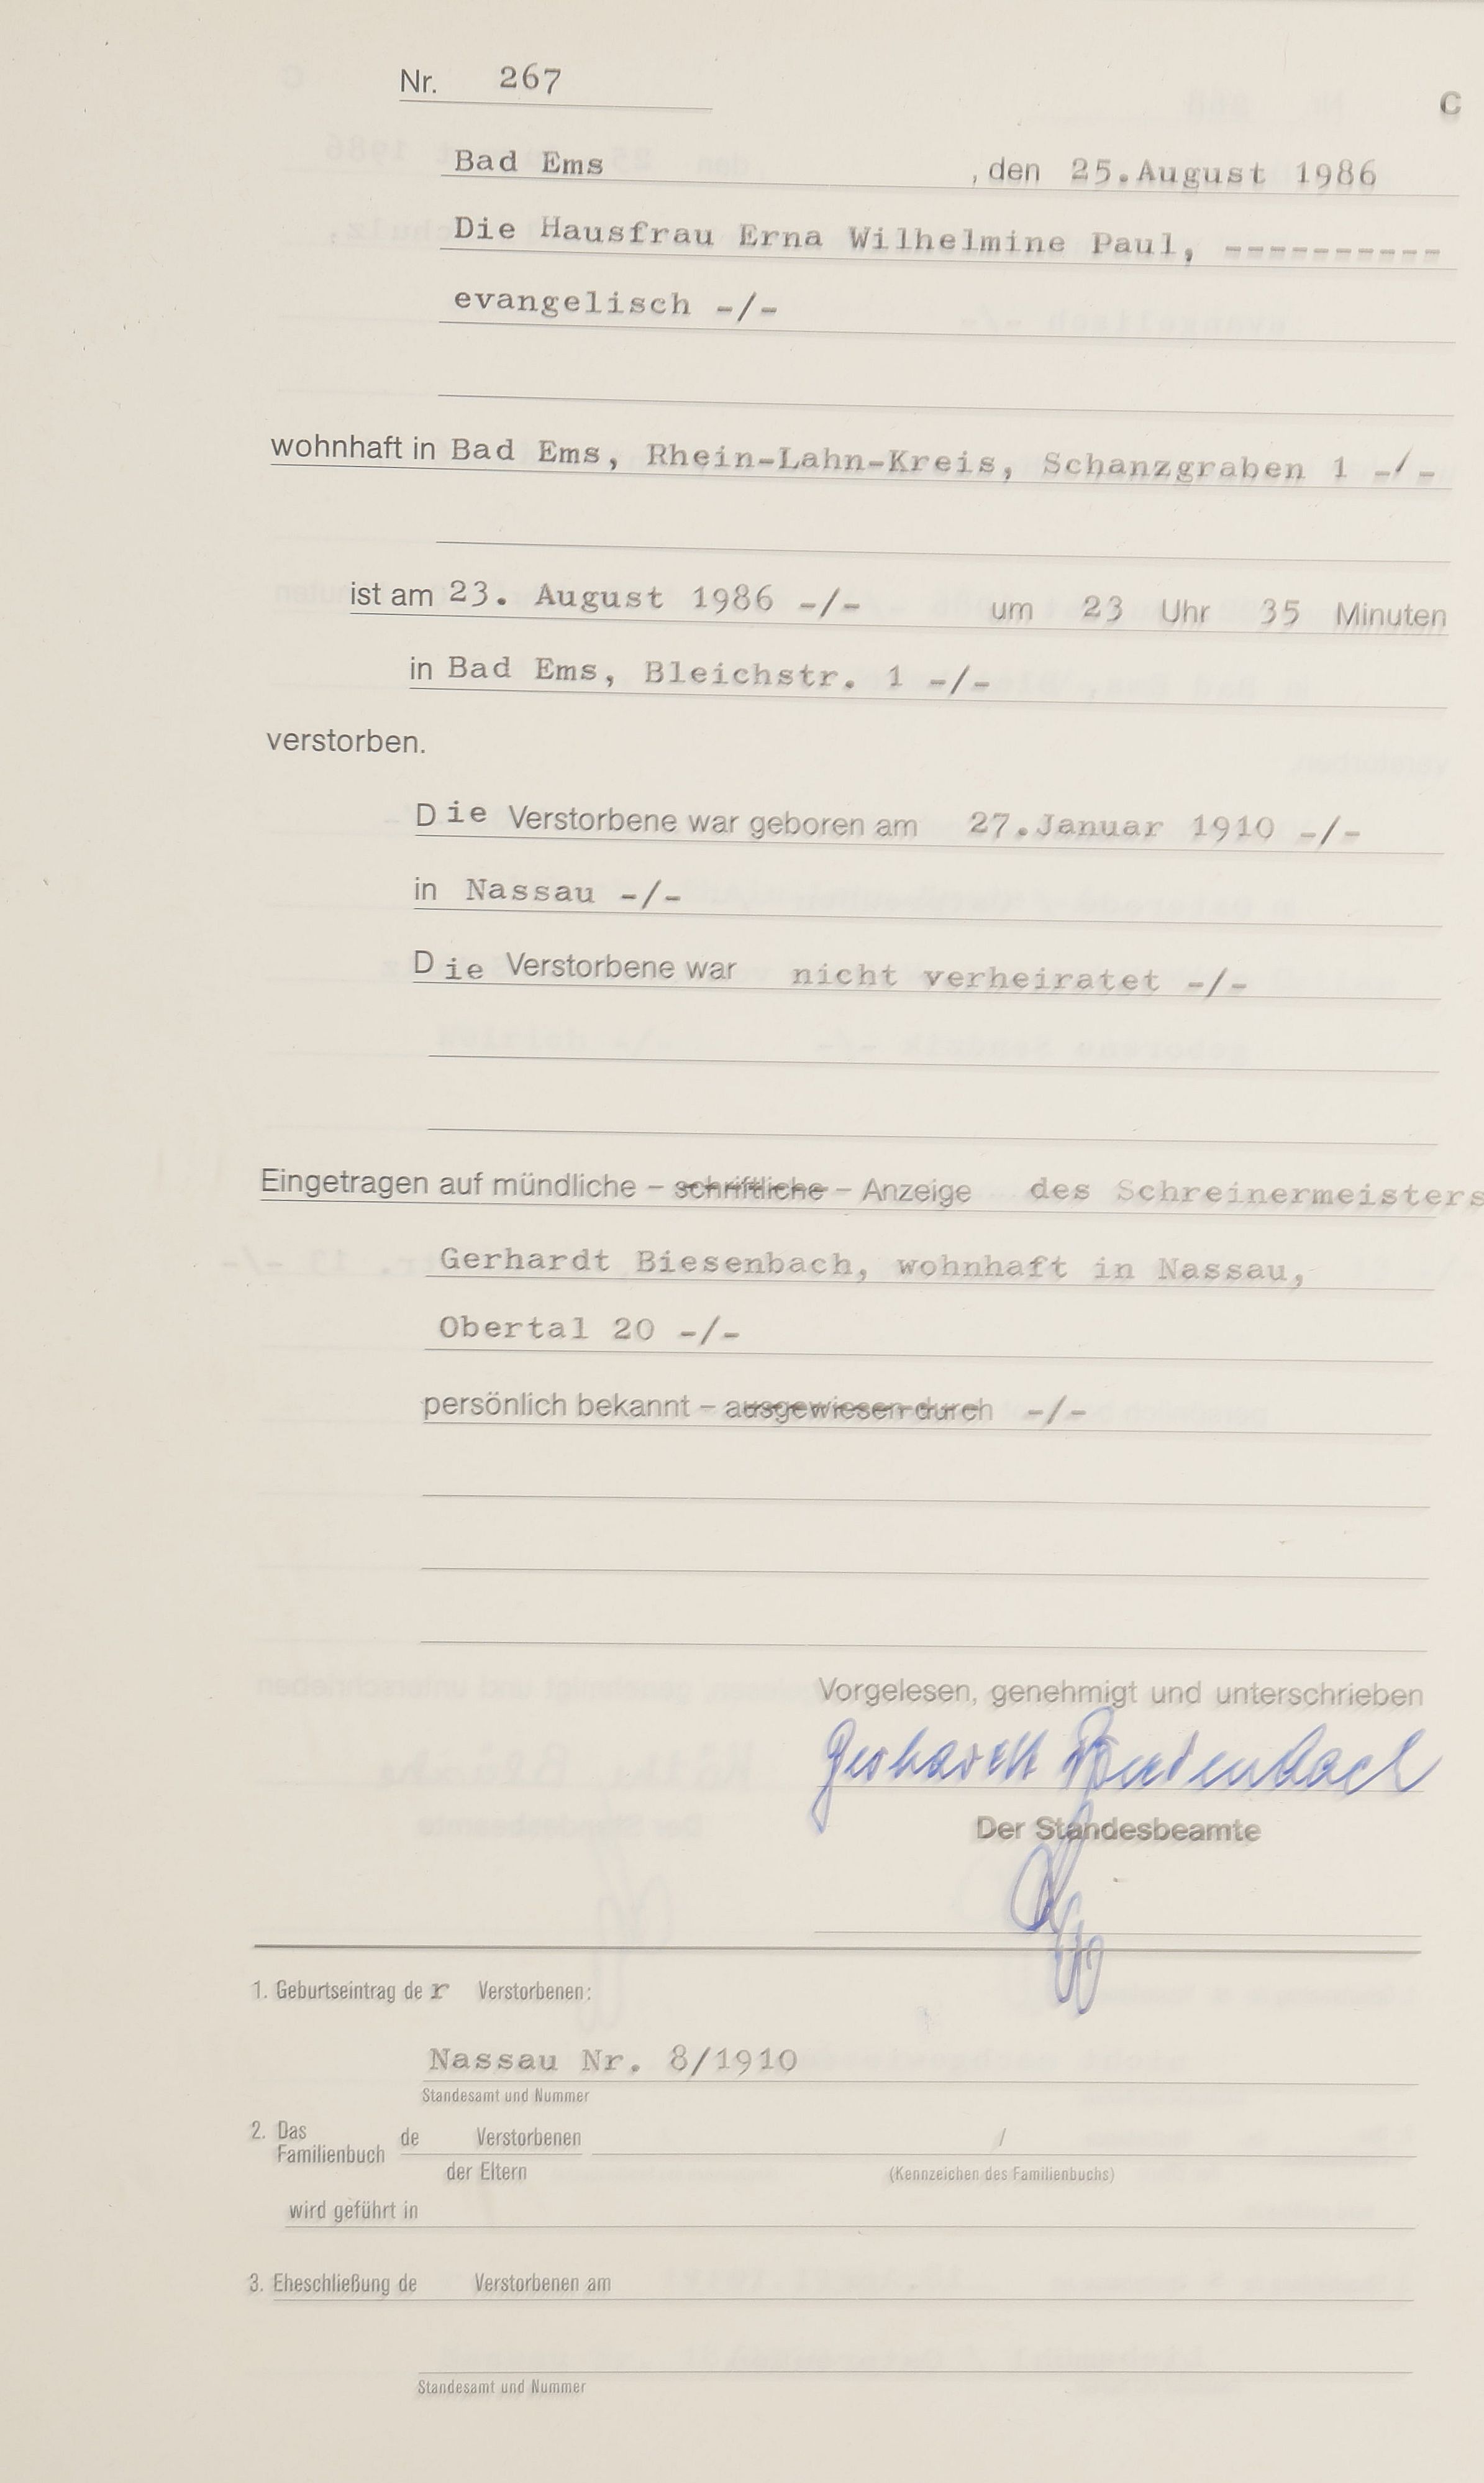 Nr. 267
C
Bad Ems , den 25.August 1986
Die Hausfrau Erna Wilhelmine Paul, ----------
evangelisch -/-
wohnhaft in Bad Ems, Rhein-Lahn-Kreis, Schanzgraben 1 -/-
ist am 23. August 1986 -/- um 23 Uhr 35 Minuten
in Bad Ems, Bleichstr. 1 -/-
verstorben.
Die Verstorbene war geboren am 27.Januar 1910 -/-
in Nassau -/-
Die Verstorbene war nicht verheiratet -/-
Eingetragen auf mündliche – schriftliche – Anzeige des Schreinermeisters
Gerhardt Biesenbach, wohnhaft in Nassau,
Obertal 20 -/-
persönlich bekannt – ausgewiesen durch -/-
Vorgelesen, genehmigt und unterschrieben
Gerhardt Biesenbach
Der Standesbeamte
1. Geburtseintrag der Verstorbenen:
Nassau Nr. 8/1910
Standesamt und Nummer
2. Das Familienbuch de Verstorbenen /
der Eltern (Kennzeichen des Familienbuchs)
wird geführt in
3. Eheschließung de Verstorbenen am
Standesamt und Nummer